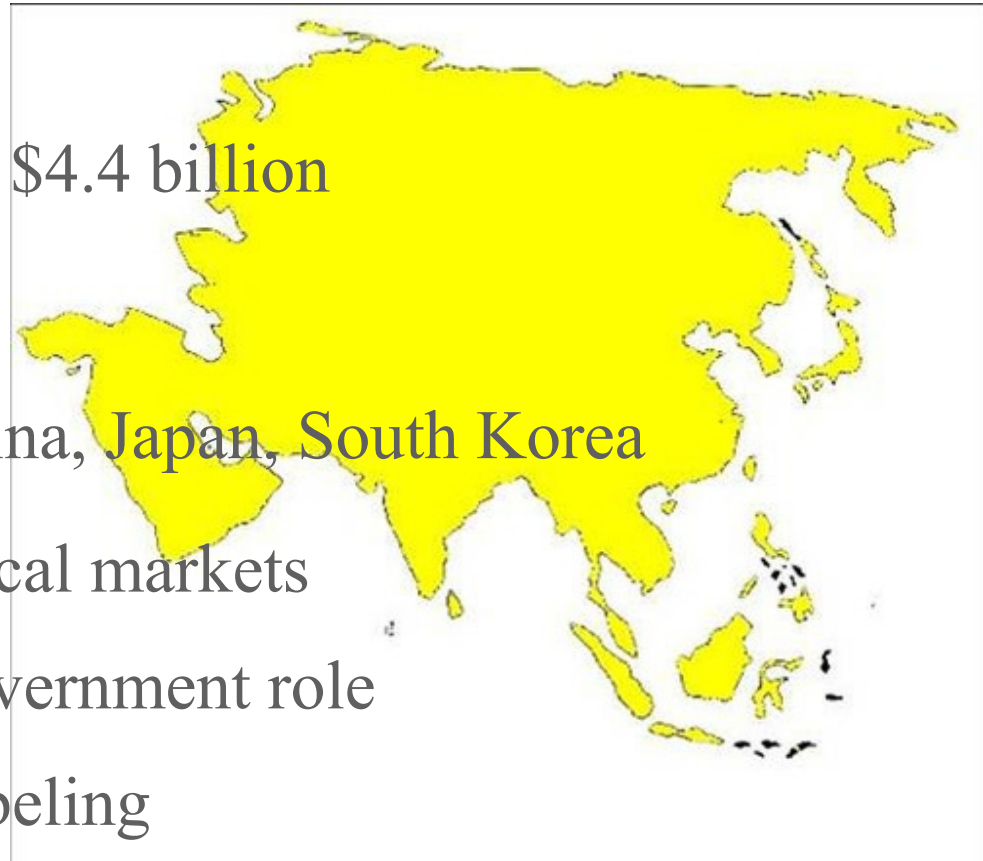 $4.4 billion
na, Japan, South Korea
cal markets
vernment role
beling